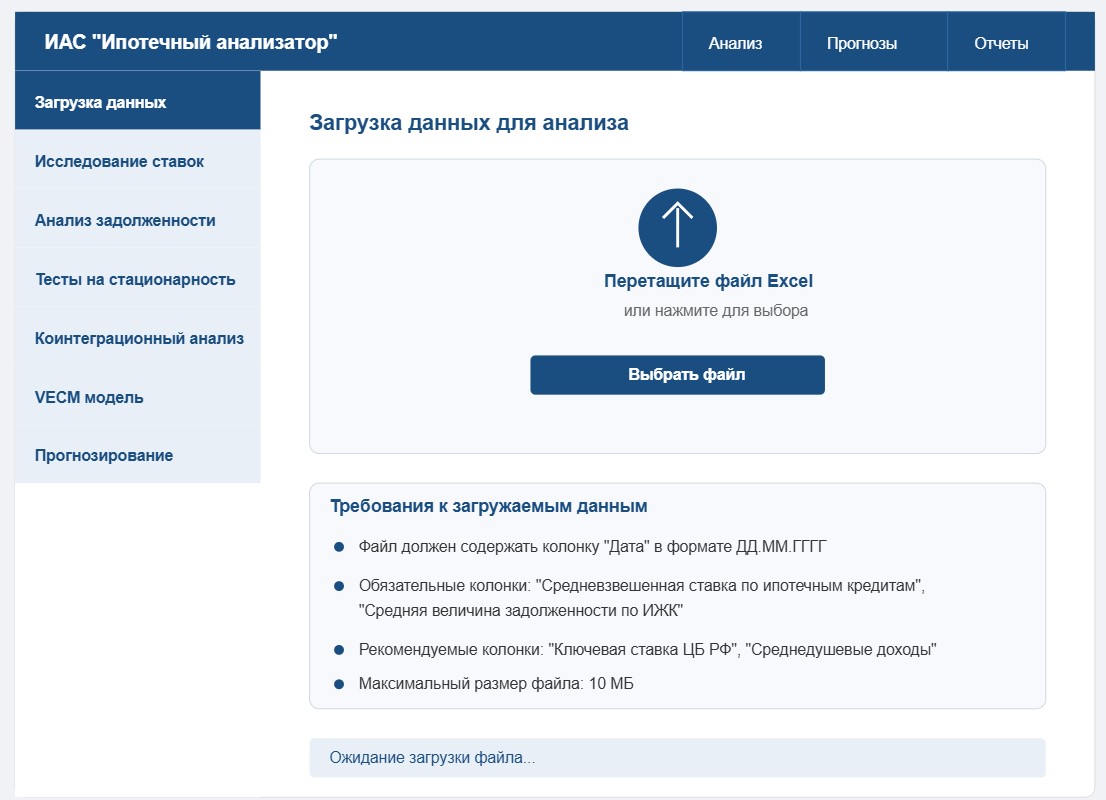 ИАС "Ипотечный анализатор"
Анализ
Прогнозы
Отчеты
Загрузка данных
Исследование ставок
Анализ задолженности
Тесты на стационарность
Коинтеграционный анализ
VECM модель
Прогнозирование
Загрузка данных для анализа
Перетащите файл Excel
или нажмите для выбора
Выбрать файл
Требования к загружаемым данным
Файл должен содержать колонку "Дата" в формате ДД.ММ.ГГГГ
Обязательные колонки: "Средневзвешенная ставка по ипотечным кредитам",
"Средняя величина задолженности по ИЖК"
Рекомендуемые колонки: "Ключевая ставка ЦБ РФ", "Среднедушевые доходы"
Максимальный размер файла: 10 МБ
Ожидание загрузки файла...